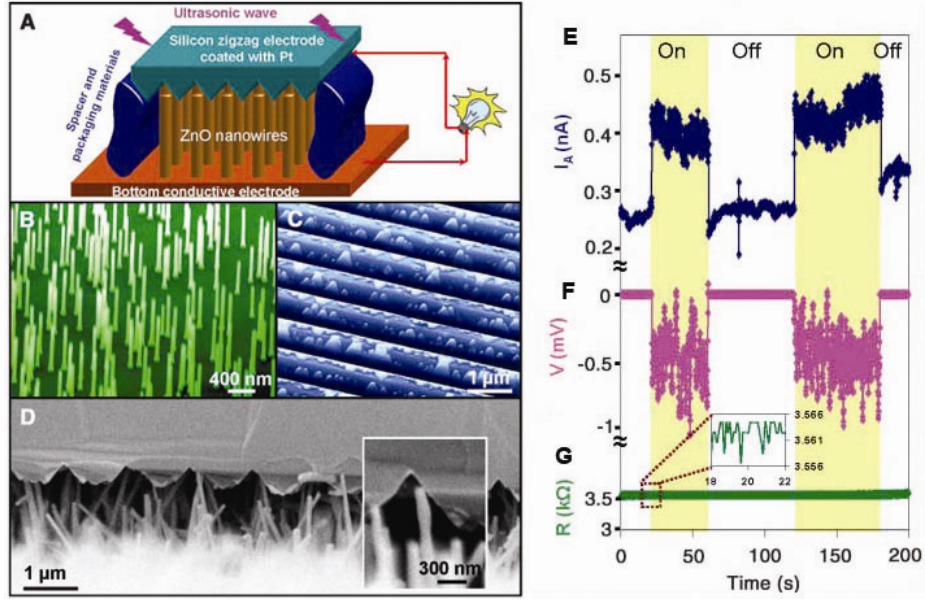 A
Ultrasonic wave
Silicon zigzag electrode
coated with Pt
Spacer and
packaging materials
ZnO nanowires
Bottom conductive electrode
B
400 nm
C
1 µm
D
1 µm
300 nm
E
On
Off
On
Off
0.5
0.4
0.3
0.2
I_A (nA)
F
0
-0.5
-1
V (mV)
G
3.566
3.561
3.556
18
20
22
3.5
3
R (kΩ)
0
50
100
150
200
Time (s)